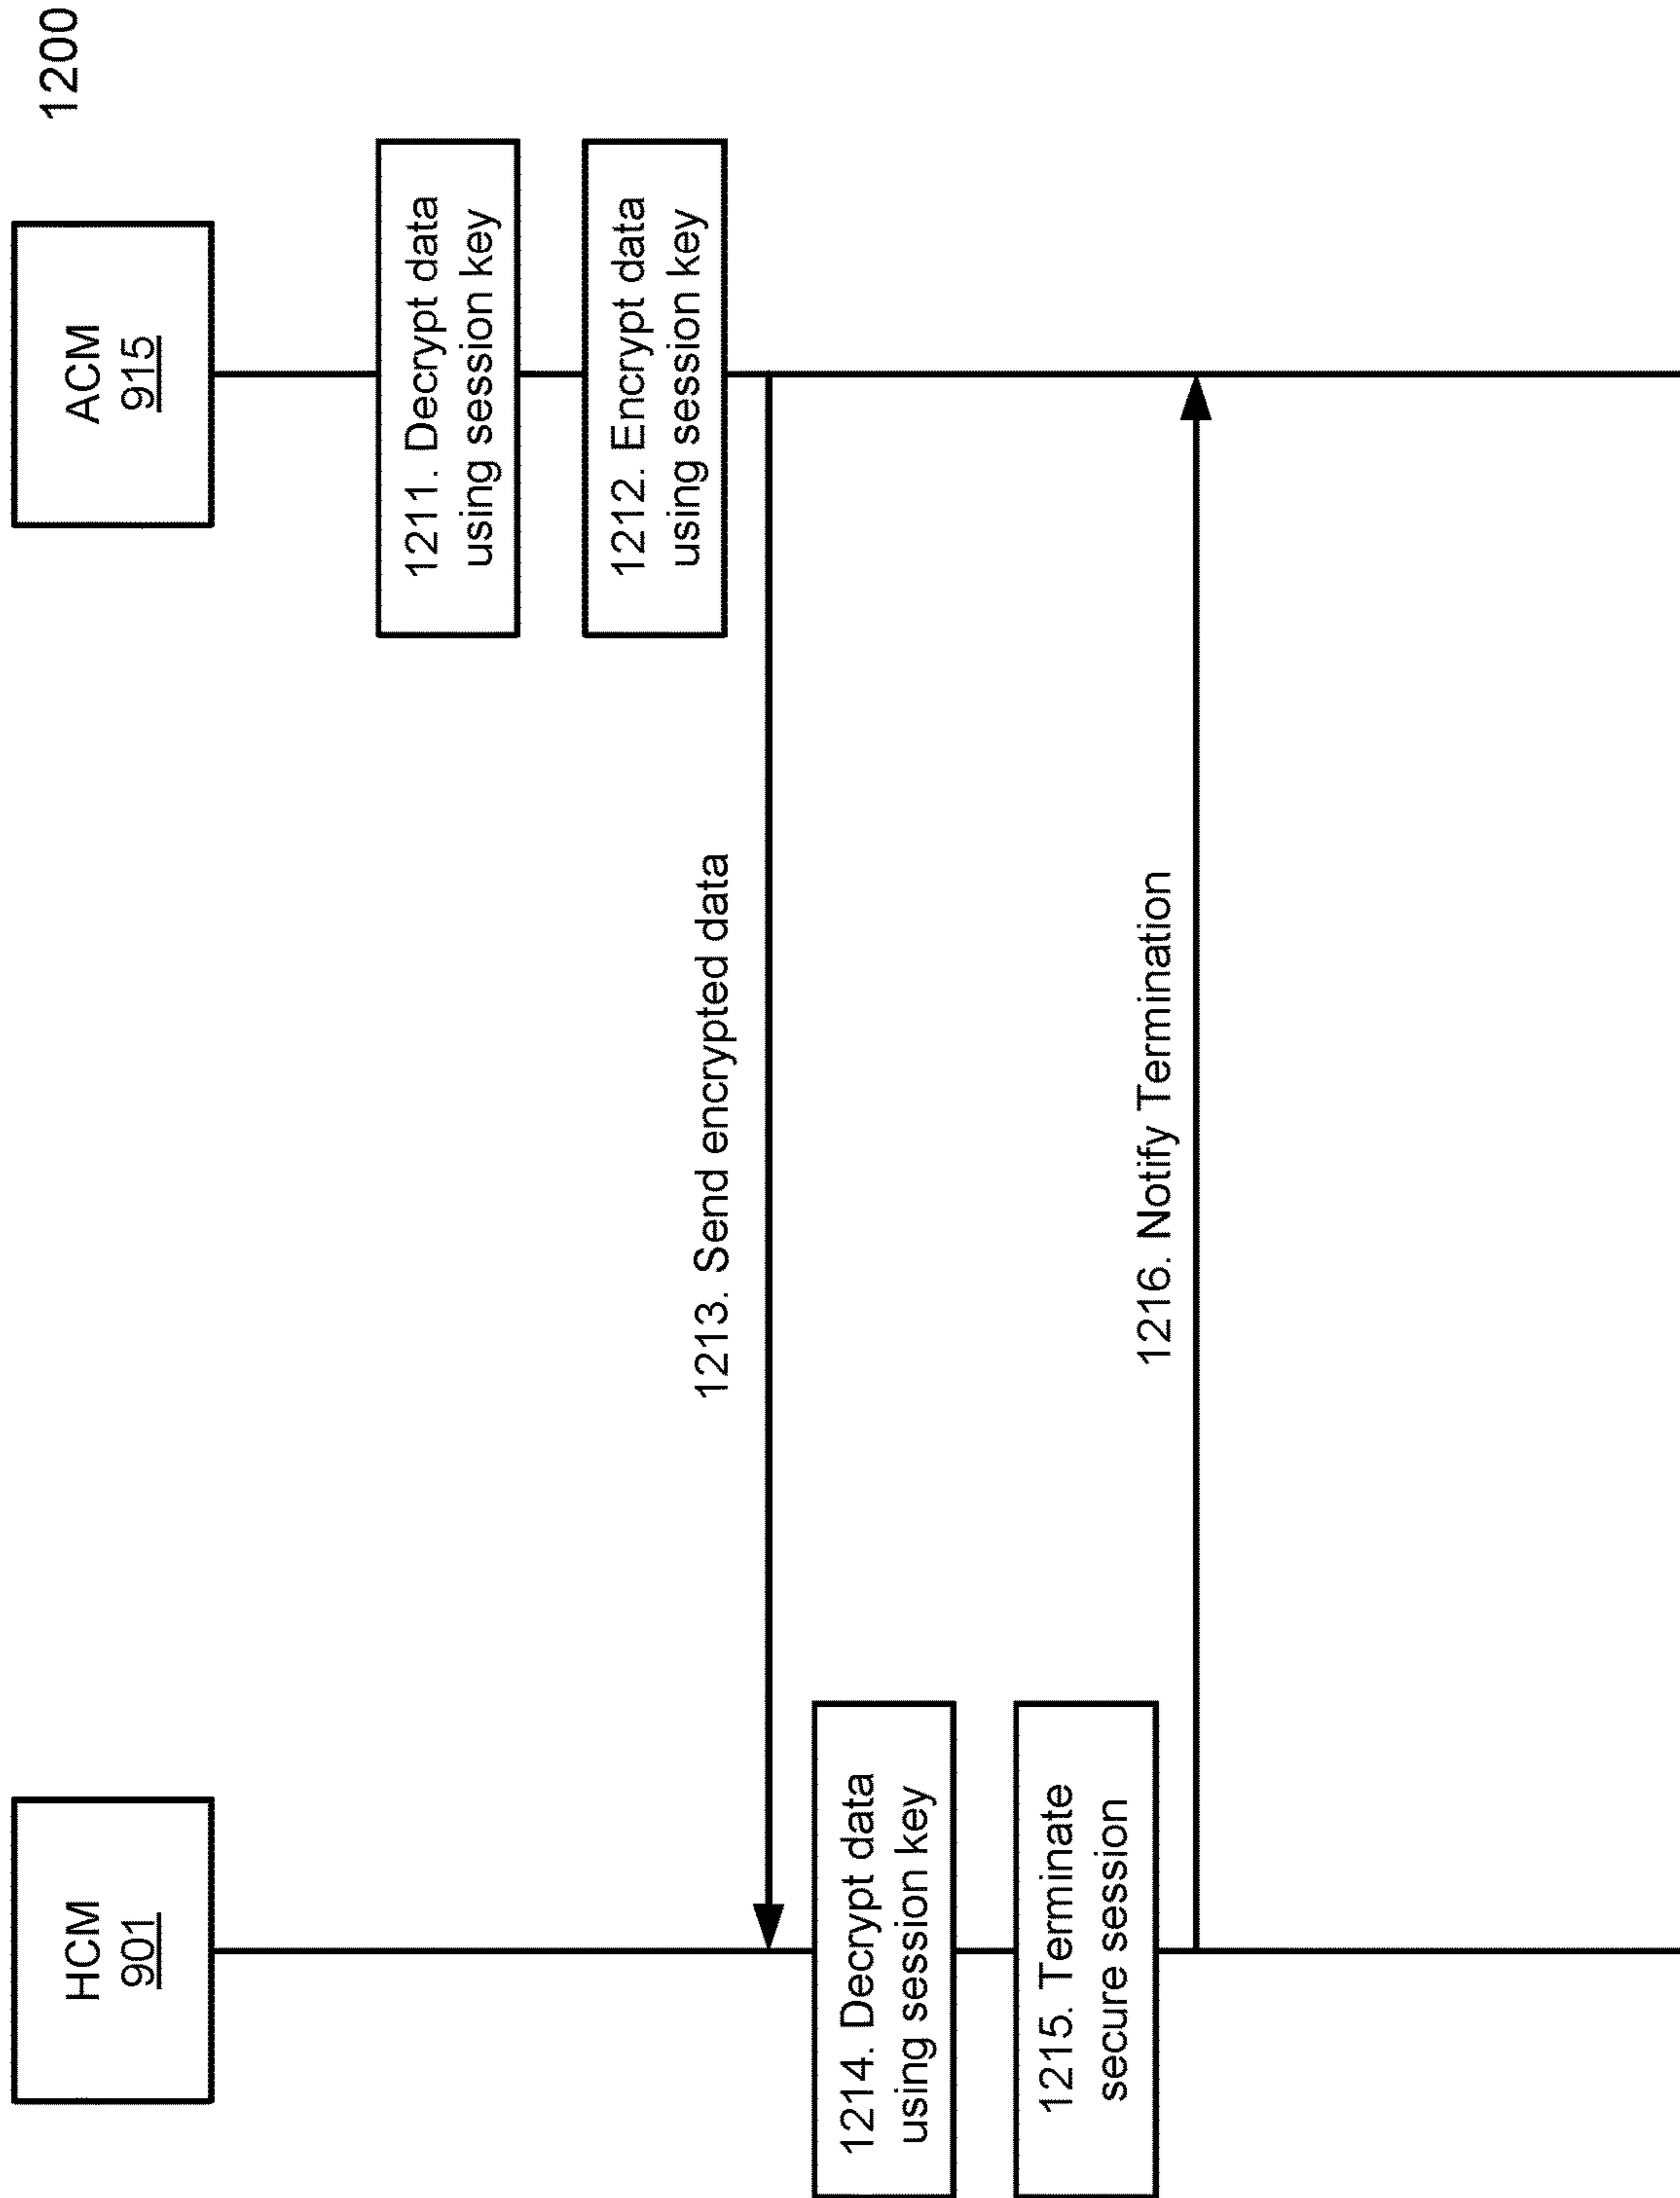 1200
HCM
901
ACM
915
1211. Decrypt data
using session key
1212. Encrypt data
using session key
1213. Send encrypted data
1214. Decrypt data
using session key
1215. Terminate
secure session
1216. Notify Termination